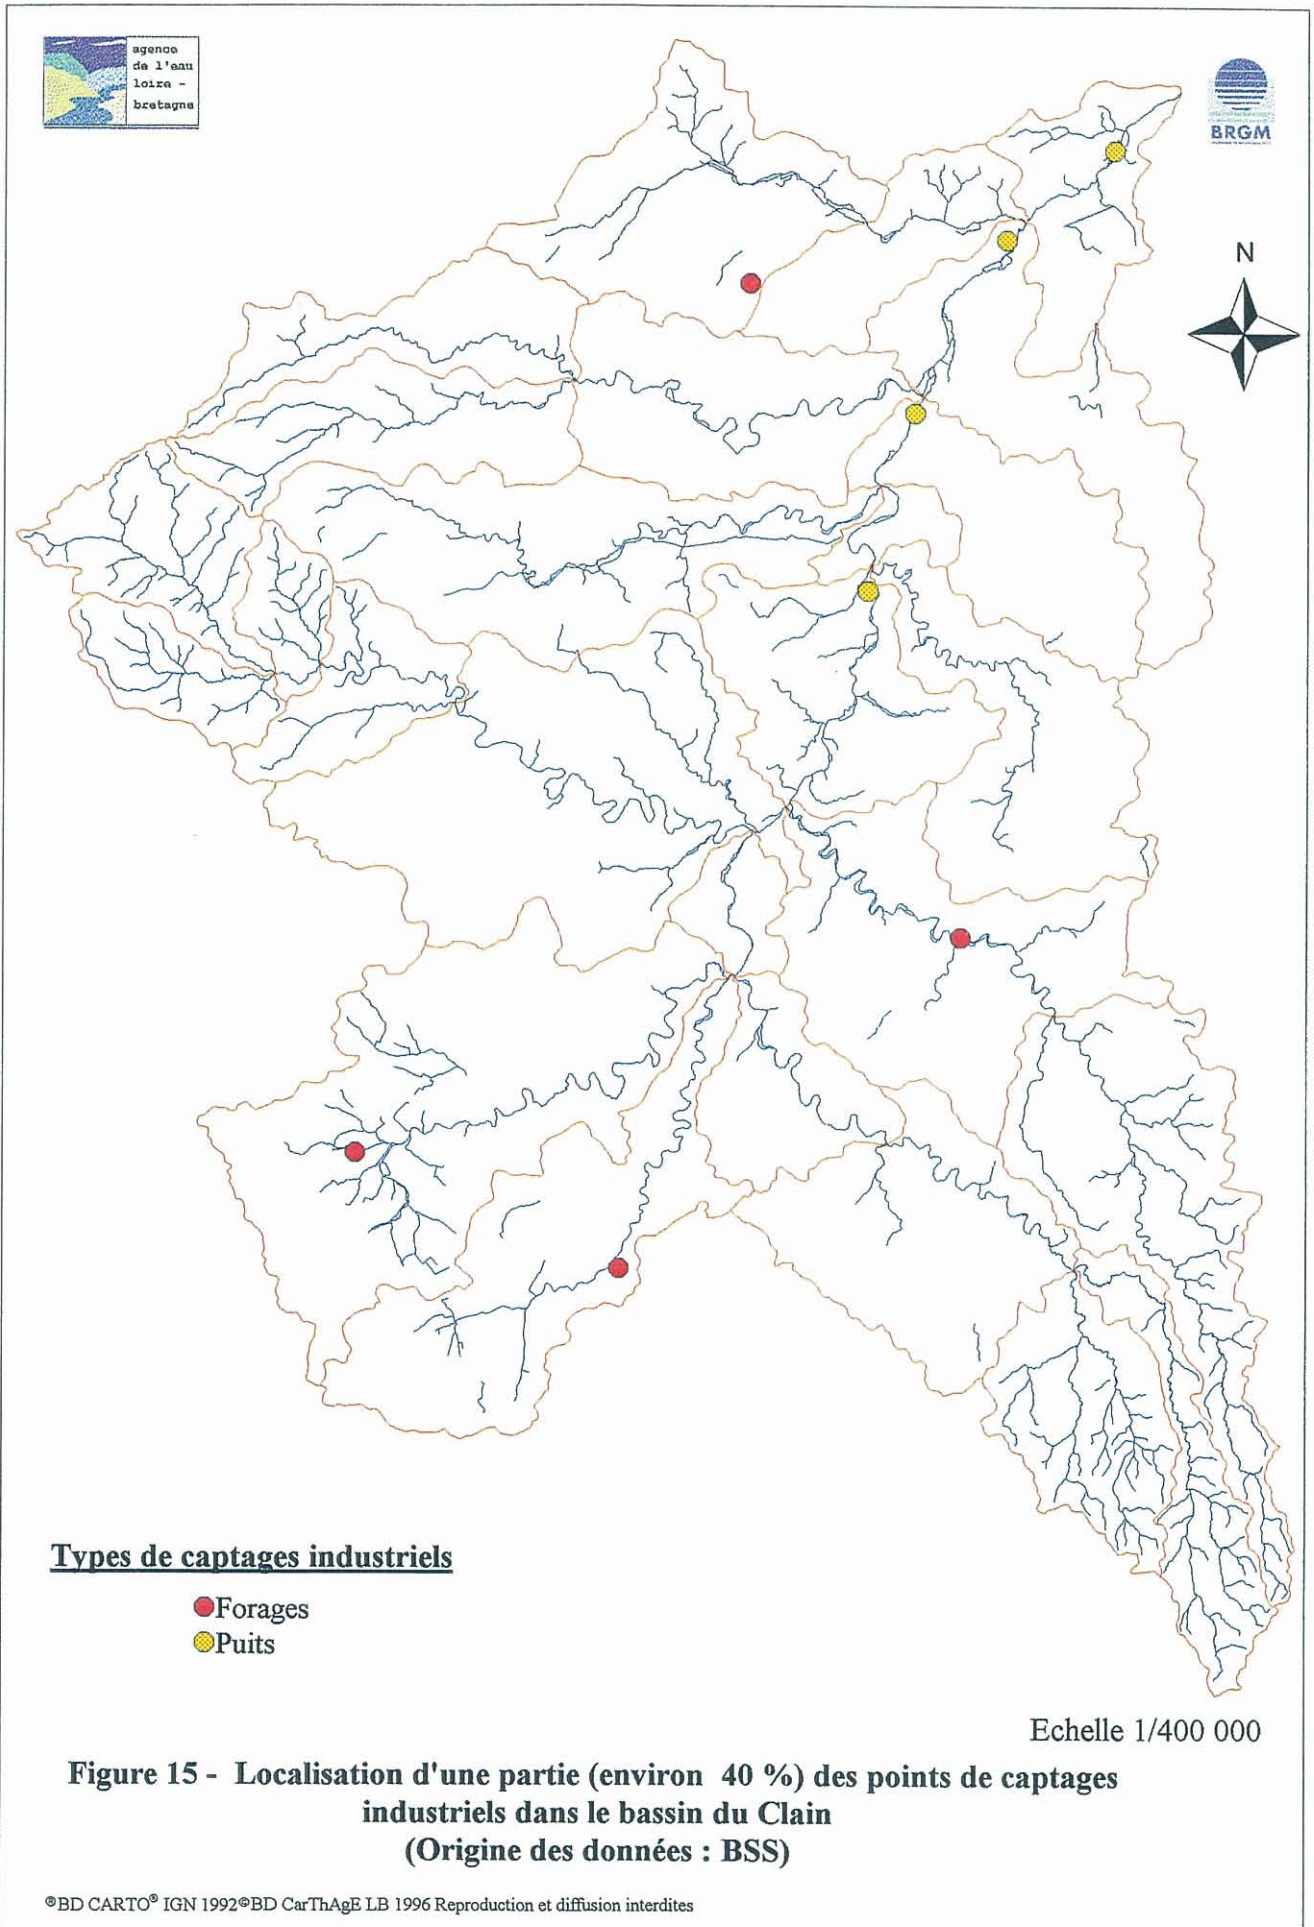 agence
de l'eau
loire -
bretagne
BRGM
N
Types de captages industriels
Forages
Puits
Echelle 1/400 000
Figure 15 - Localisation d'une partie (environ 40 %) des points de captages
industriels dans le bassin du Clain
(Origine des données : BSS)
®BD CARTO® IGN 1992©BD CarThAgE LB 1996 Reproduction et diffusion interdites